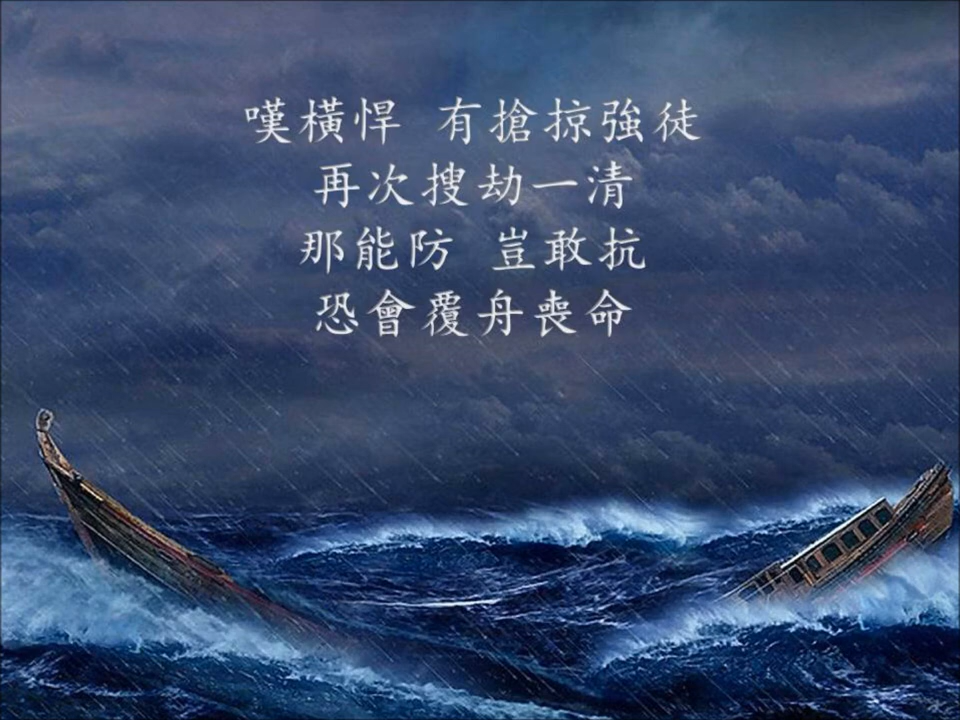 嘆橫悍 有搶掠強徒
再次搜劫一清
那能防 豈敢抗
恐會覆舟喪命